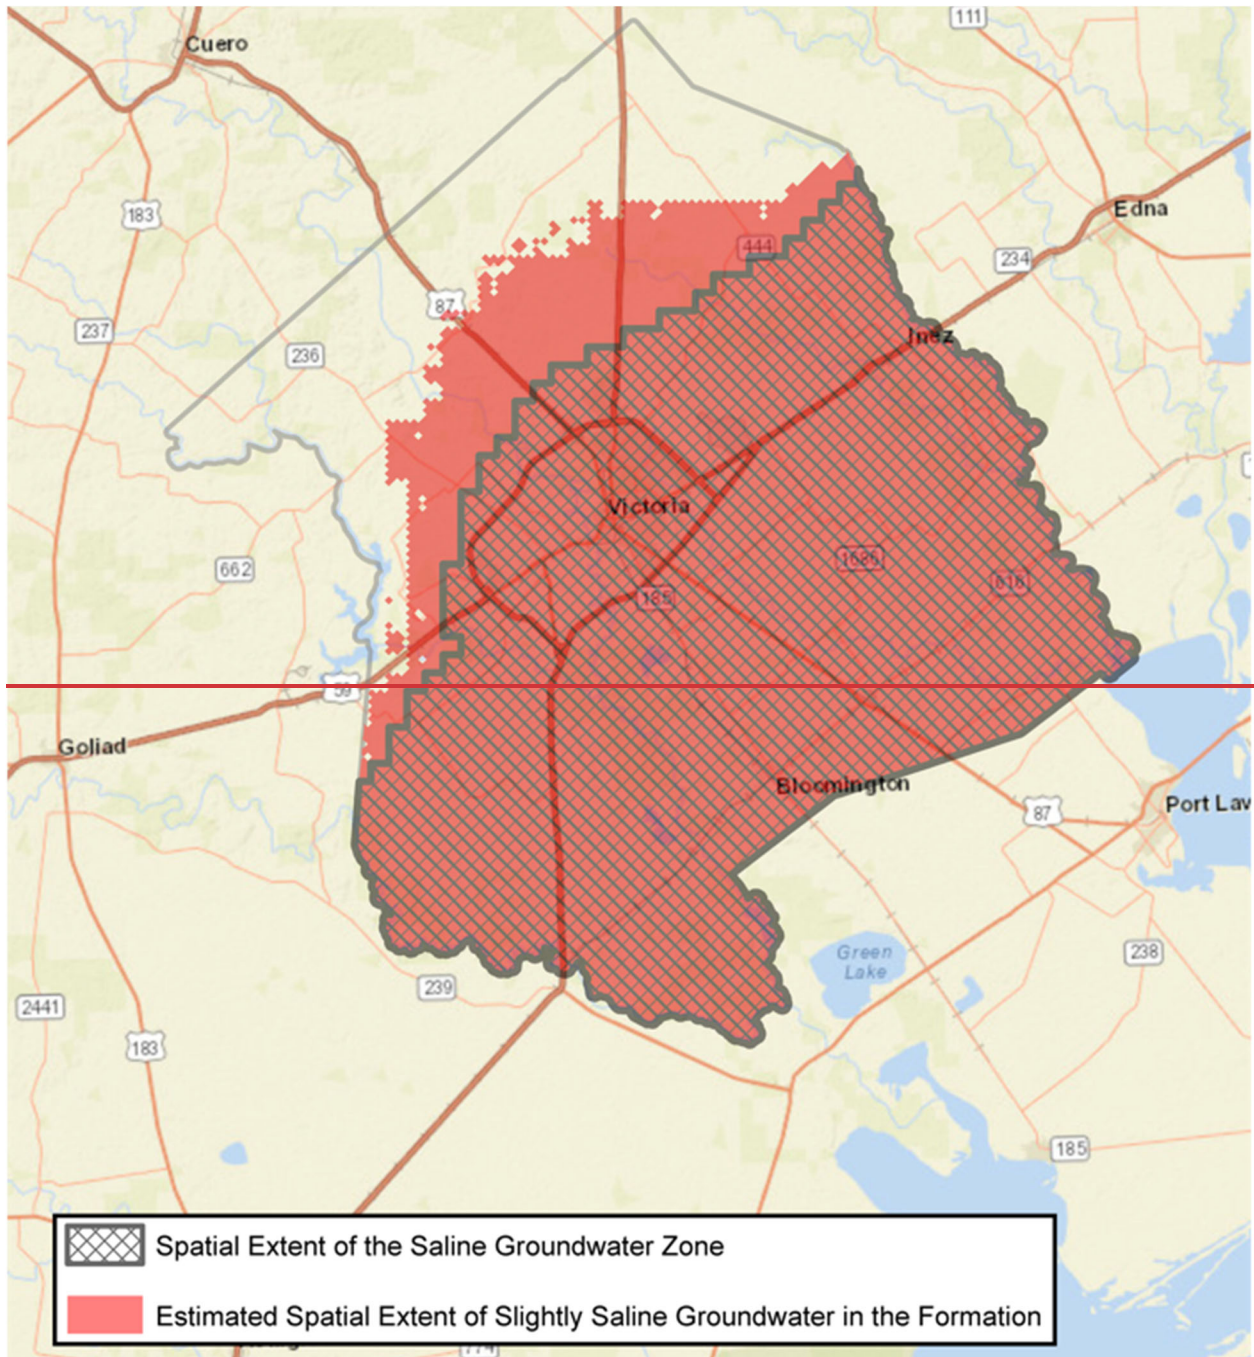 111
Cuero
183
Edna
444
234
87
237
Inez
236
Victoria
1686
616
662
185
59
Goliad
Bloomington
Port Lav
87
Green
Lake
238
239
2441
183
185
Spatial Extent of the Saline Groundwater Zone
Estimated Spatial Extent of Slightly Saline Groundwater in the Formation
774